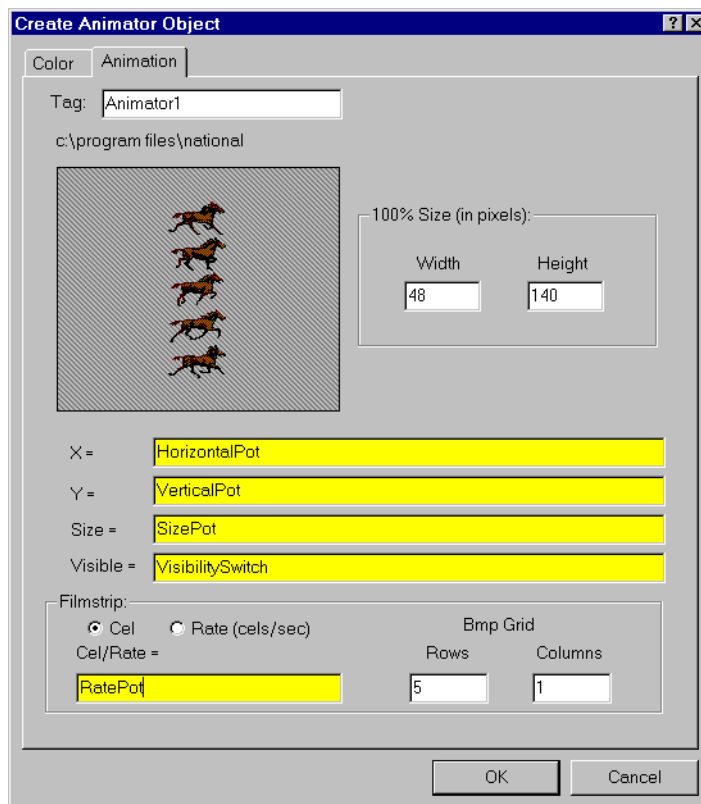 Create Animator Object
Color Animation
Tag: Animator1
c:\program files\national
100% Size (in pixels):
Width Height
48 140
X = HorizontalPot
Y = VerticalPot
Size = SizePot
Visible = VisibilitySwitch
Filmstrip:
Cel Rate (cels/sec) Bmp Grid
Cel/Rate = Rows Columns
RatePot 5 1
OK Cancel